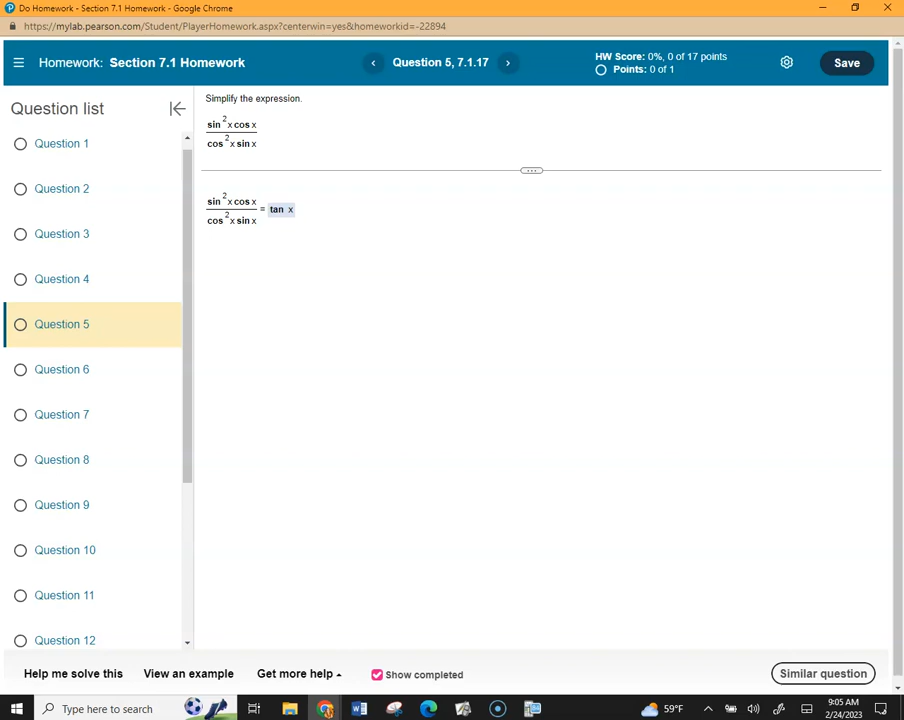 Do Homework - Section 7.1 Homework - Google Chrome
https://mylab.pearson.com/Student/PlayerHomework.aspx?centerwin=yes&homeworkid=-22894
Homework: Section 7.1 Homework
Question 5, 7.1.17
HW Score: 0%, 0 of 17 points
Points: 0 of 1
Save
Question list
Question 1
Question 2
Question 3
Question 4
Question 5
Question 6
Question 7
Question 8
Question 9
Question 10
Question 11
Question 12
Simplify the expression.
sin²x cos x
cos²x sin x
sin²x cos x
cos²x sin x
= tan x
Help me solve this
View an example
Get more help
Show completed
Similar question
Type here to search
59°F
9:05 AM
2/24/2023